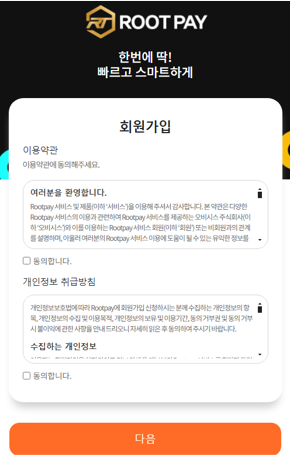 RT ROOT PAY
한번에 딱!
빠르고 스마트하게
회원가입
이용약관
이용약관에 동의해주세요.
여러분을 환영합니다.
Rootpay 서비스 및 제품(이하 '서비스')을 이용해 주셔서 감사합니다. 본 약관은 다양한
Rootpay 서비스의 이용과 관련하여 Rootpay 서비스를 제공하는 오비시스 주식회사(이
하 '오비시스')와 이를 이용하는 Rootpay 서비스 회원(이하 '회원') 또는 비회원과의 관계
를 설명하며, 아울러 여러분의 Rootpay 서비스 이용에 도움이 될 수 있는 유익한 정보를
동의합니다.
개인정보 취급방침
개인정보보호법에 따라 Rootpay에 회원가입 신청하시는 분께 수집하는 개인정보의 항
목, 개인정보의 수집 및 이용목적, 개인정보의 보유 및 이용기간, 동의 거부권 및 동의 거부
시 불이익에 관한 사항을 안내 드리오니 자세히 읽은 후 동의하여 주시기 바랍니다.
수집하는 개인정보
동의합니다.
다음